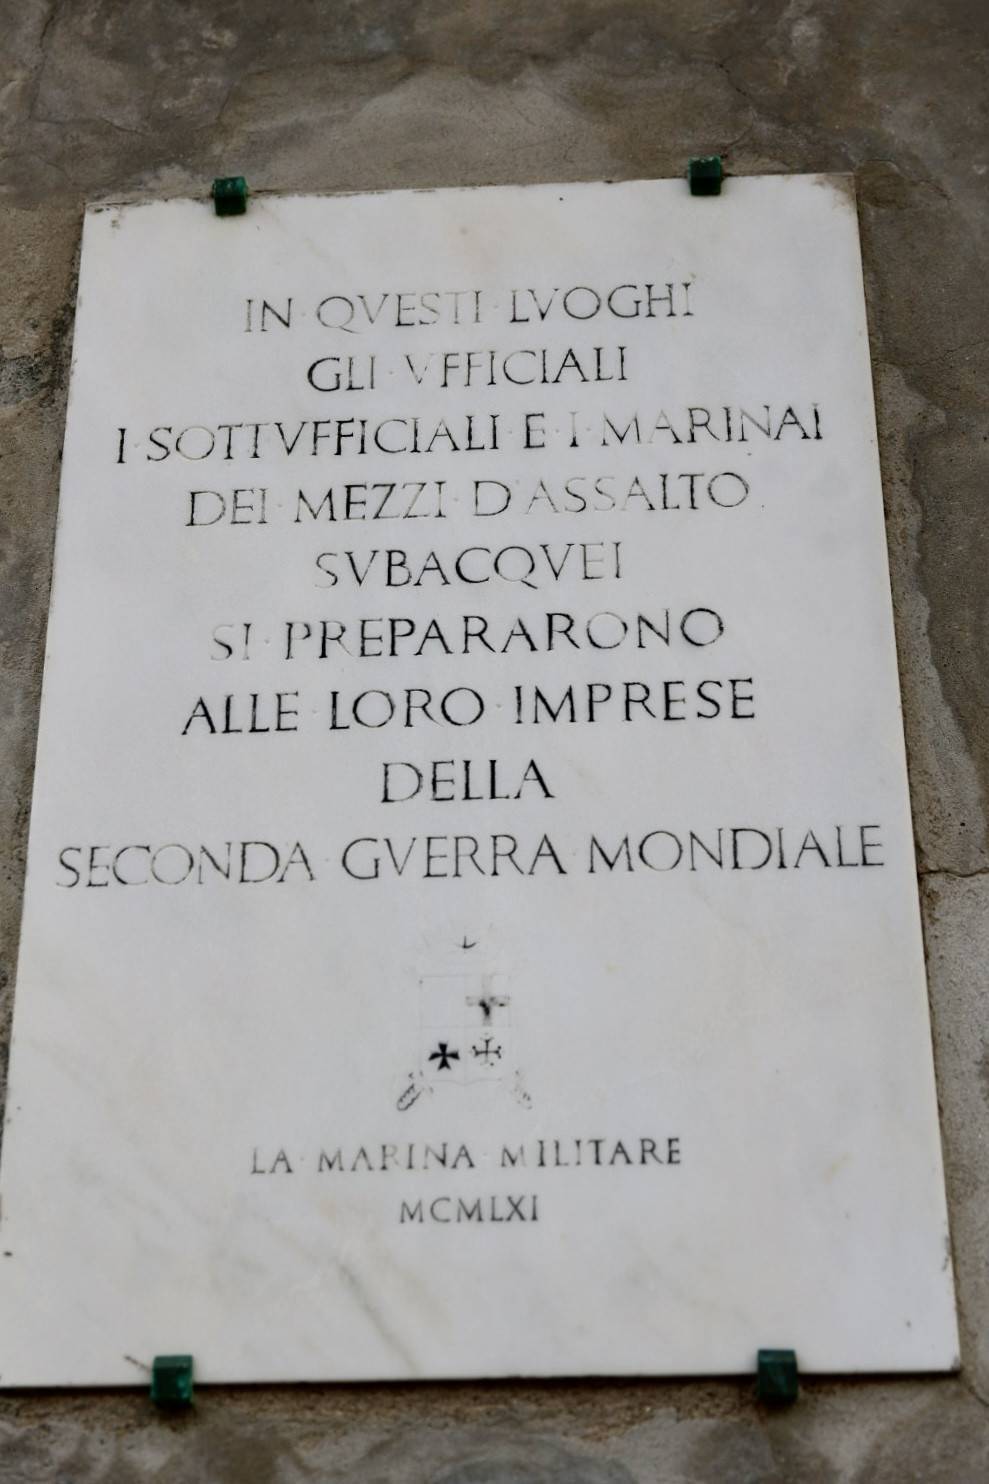 IN · QVESTI · LVOGHI
GLI · VFFICIALI
I · SOTTVFFICIALI · E · I · MARINAI
DEI · MEZZI · D'ASSALTO
SVBACQVEI
SI · PREPARARONO
ALLE · LORO · IMPRESE
DELLA
SECONDA · GVERRA · MONDIALE
LA · MARINA · MILITARE
MCMLXI